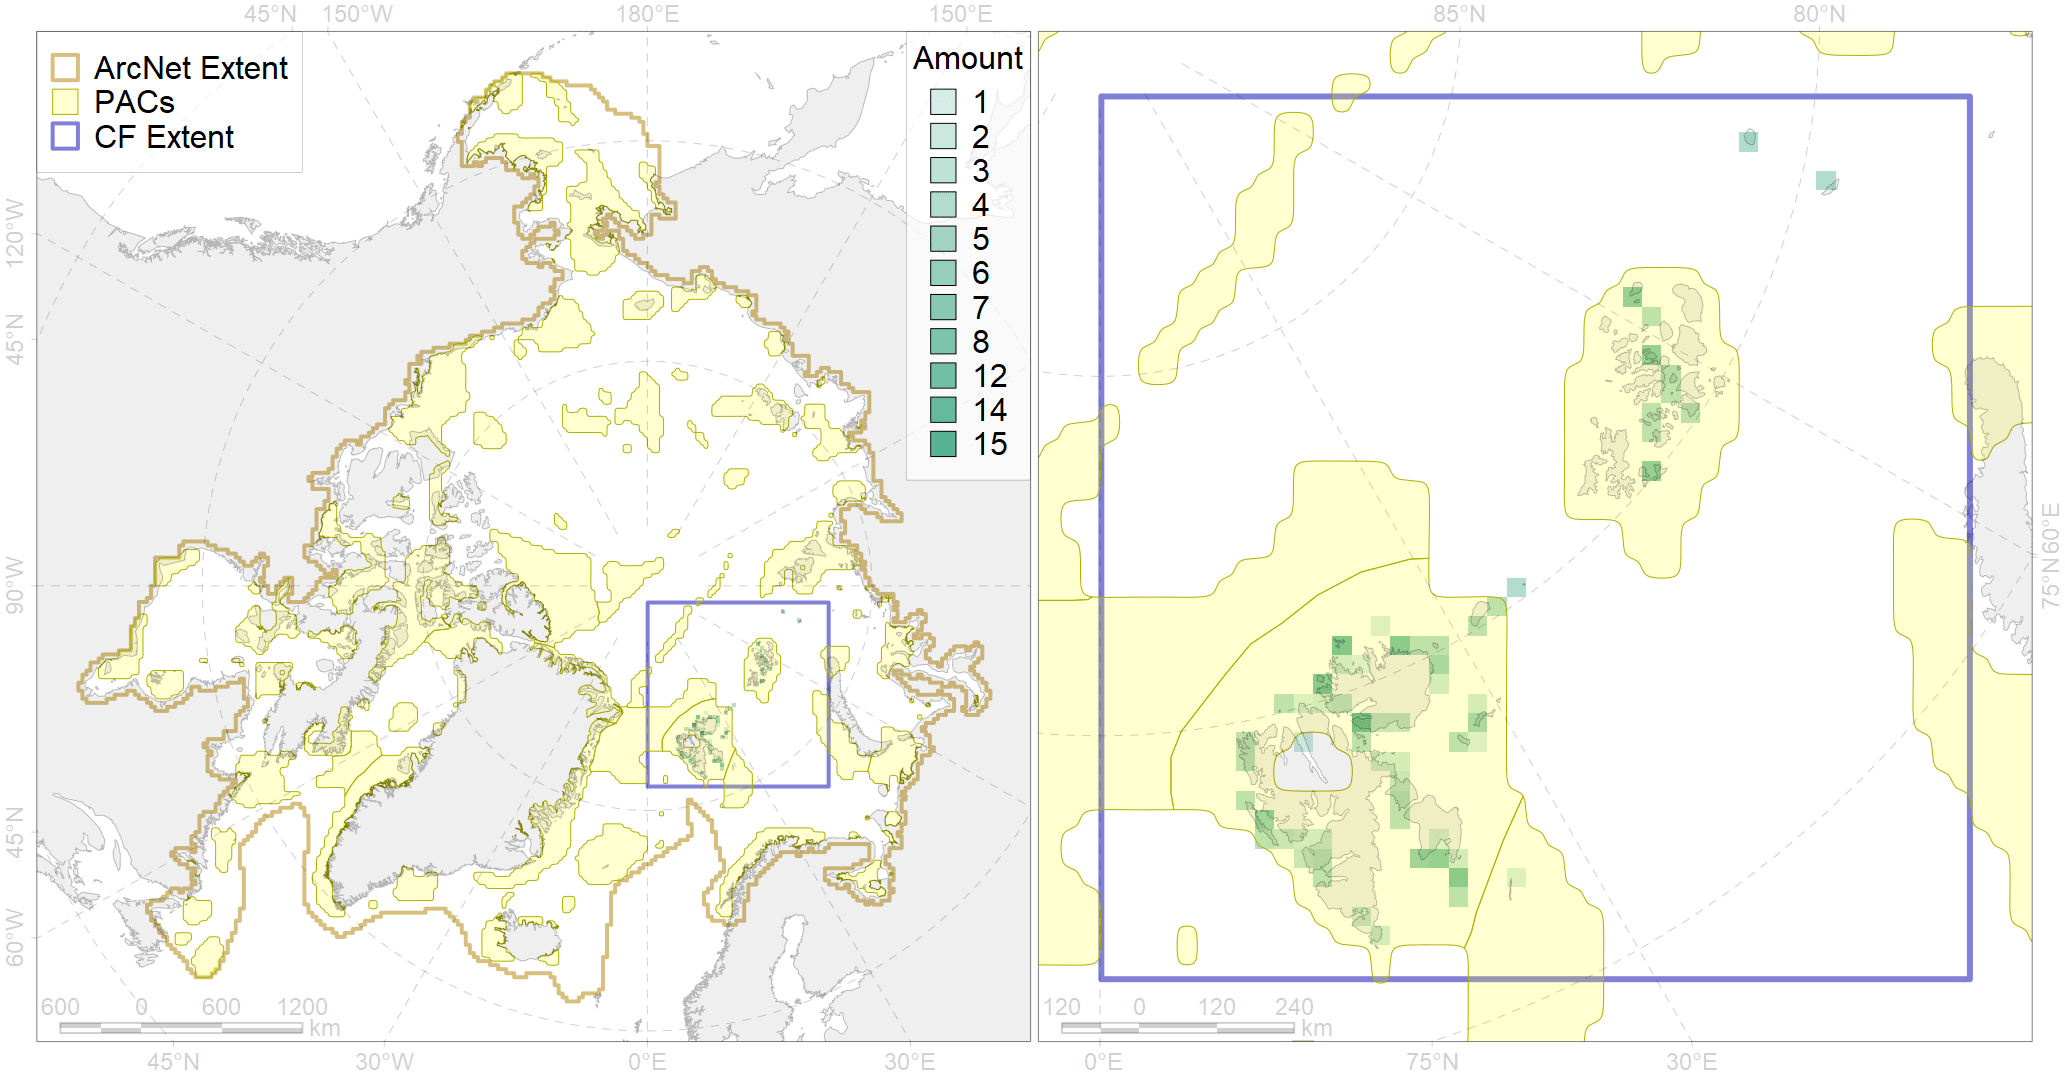 45°N 150°W 180°E 150°E 85°N 80°N
ArcNet Extent
PACs
CF Extent
Amount
1
2
3
4
5
6
7
8
12
14
15
120°W
45°N
90°W
45°N
60°W
75°N 60°E
600 0 600 1200 km
120 0 120 240 km
45°N 30°W 0°E 30°E 0°E 75°N 30°E